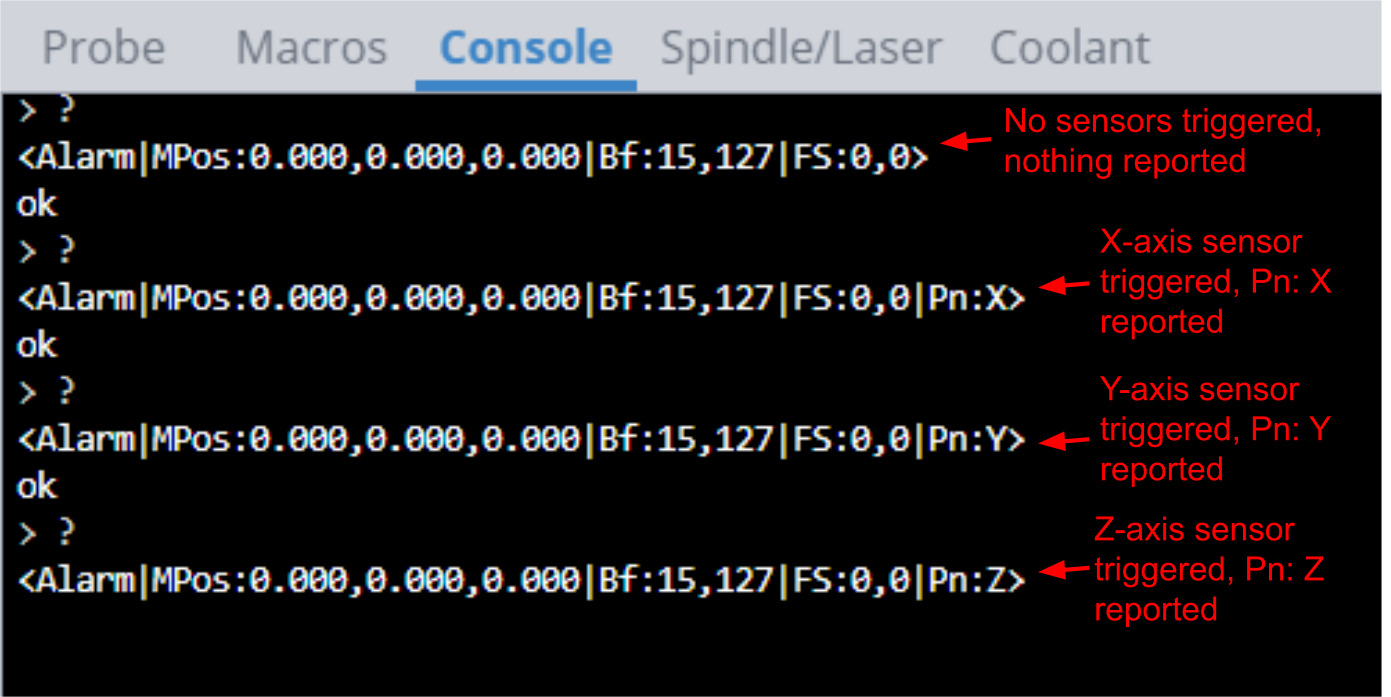 Probe Macros Console Spindle/Laser Coolant
> ?
<Alarm|MPos:0.000,0.000,0.000|Bf:15,127|FS:0,0>
No sensors triggered,
nothing reported
ok
> ?
<Alarm|MPos:0.000,0.000,0.000|Bf:15,127|FS:0,0|Pn:X>
X-axis sensor
triggered, Pn: X
reported
ok
> ?
<Alarm|MPos:0.000,0.000,0.000|Bf:15,127|FS:0,0|Pn:Y>
Y-axis sensor
triggered, Pn: Y
reported
ok
> ?
<Alarm|MPos:0.000,0.000,0.000|Bf:15,127|FS:0,0|Pn:Z>
Z-axis sensor
triggered, Pn: Z
reported